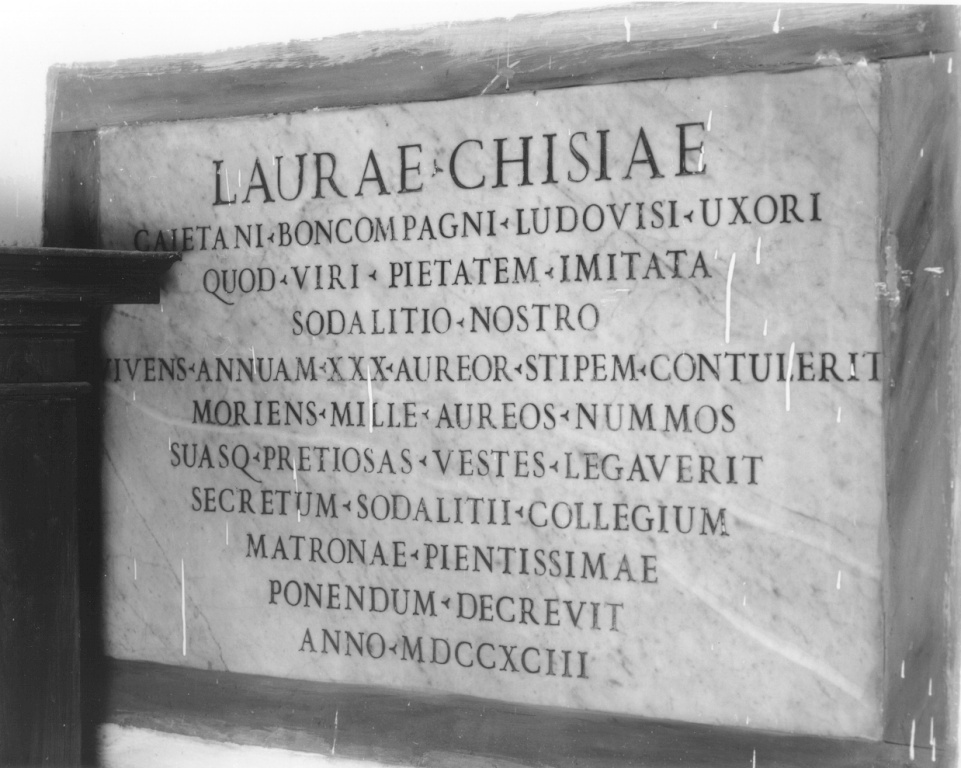 LAURAE CHISIAE
CAIETANI BONCOMPAGNI LUDOVISI UXORI
QUOD VIRI PIETATEM IMITATA
SODALITIO NOSTRO
VIVENS ANNUAM XXX AUREOR STIPEM CONTULERIT
MORIENS MILLE AUREOS NUMMOS
SUASQ PRETIOSAS VESTES LEGAVERIT
SECRETUM SODALITII COLLEGIUM
MATRONAE PIENTISSIMAE
PONENDUM DECREVIT
ANNO MDCCXCIII